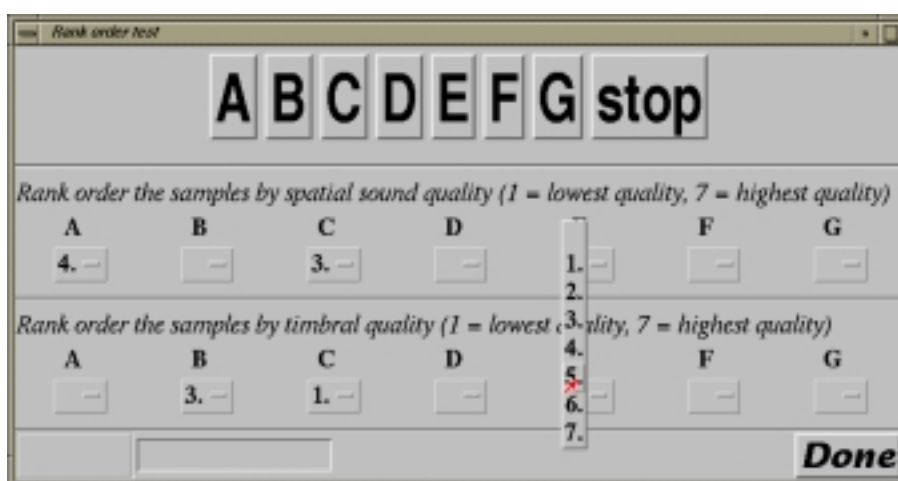 Rank order test
A B C D E F G stop
Rank order the samples by spatial sound quality (1 = lowest quality, 7 = highest quality)
A B C D F G
4. 3. 1.
2.
Rank order the samples by timbral quality (1 = lowest 3. quality, 7 = highest quality)
4.
A B C D 5. F G
3. 1. 6.
7.
Done